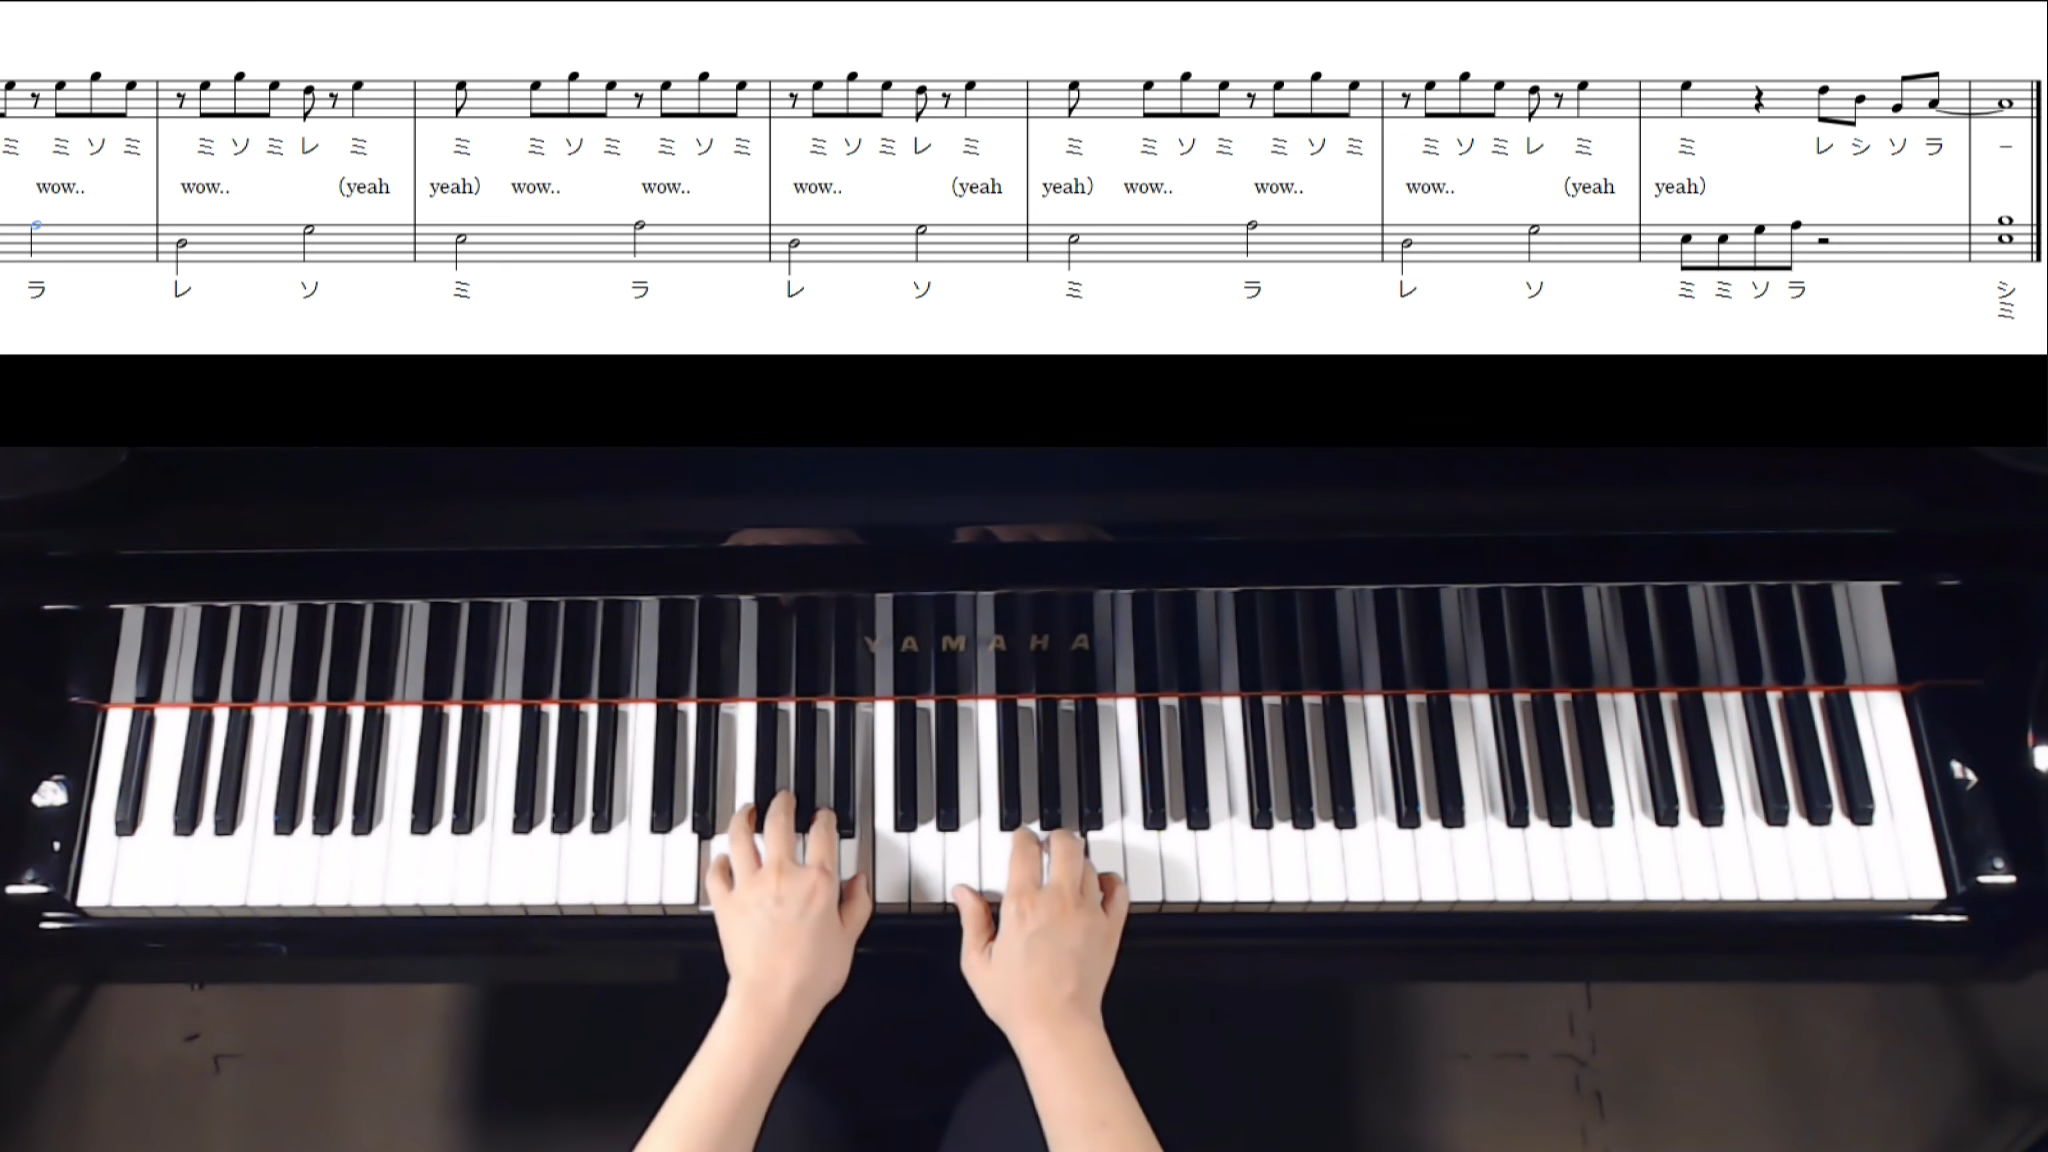 ミ ミ ソ ミ ミ ソ ミ レ ミ ミ ミ ソ ミ ミ ソ ミ ミ ソ ミ レ ミ ミ ミ ソ ミ ミ ソ ミ ミ ソ ミ レ ミ ミ レ シ ソ ラ –
wow.. wow.. (yeah yeah) wow.. wow.. wow.. (yeah yeah) wow.. wow.. wow.. (yeah yeah)
ラ レ ソ ミ ラ レ ソ ミ ラ レ ソ ミ ミ ソ ラ シ
ミ
YAMAHA